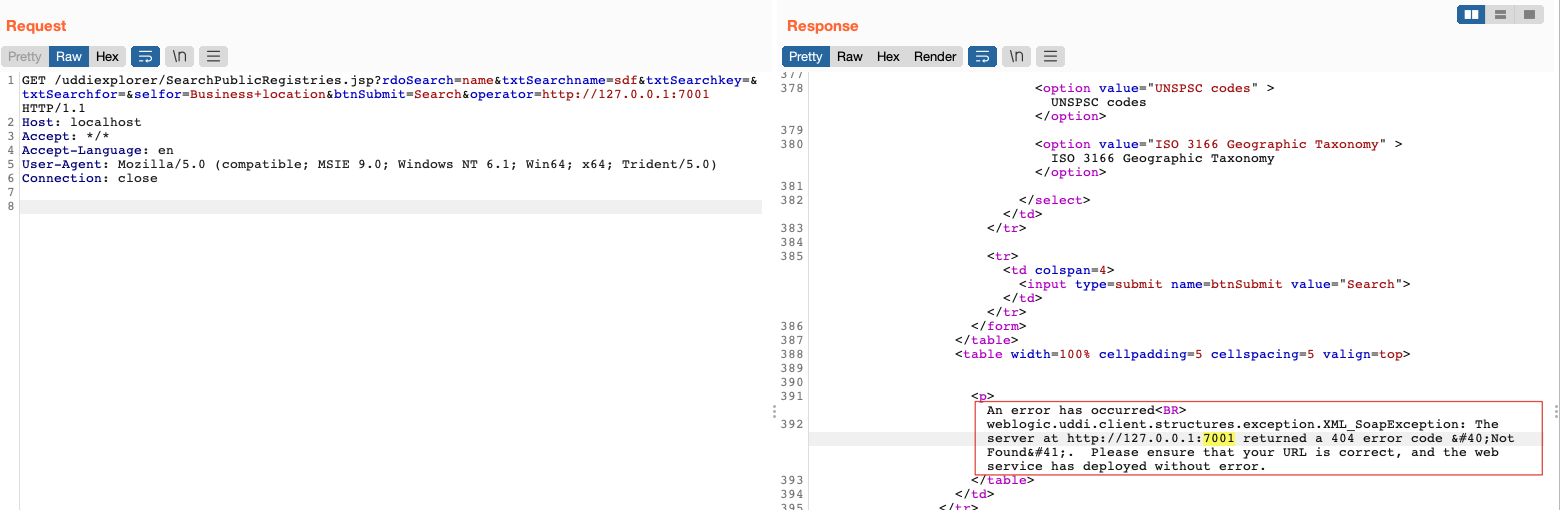 Request
Pretty Raw Hex \n
1 GET /uddiexplorer/SearchPublicRegistries.jsp?rdoSearch=name&txtSearchname=sdf&txtSearchkey=&
txtSearchfor=&selfor=Business+location&btnSubmit=Search&operator=http://127.0.0.1:7001
HTTP/1.1
2 Host: localhost
3 Accept: */*
4 Accept-Language: en
5 User-Agent: Mozilla/5.0 (compatible; MSIE 9.0; Windows NT 6.1; Win64; x64; Trident/5.0)
6 Connection: close
7
8
Response
Pretty Raw Hex Render \n
377
378 <option value="UNSPSC codes" >
UNSPSC codes
</option>
379
380 <option value="ISO 3166 Geographic Taxonomy" >
ISO 3166 Geographic Taxonomy
</option>
381
382 </select>
</td>
383 </tr>
384
385 <tr>
<td colspan=4>
<input type=submit name=btnSubmit value="Search">
</td>
</tr>
386 </form>
387 </table>
388 <table width=100% cellpadding=5 cellspacing=5 valign=top>
389
390
391 <p>
An error has occurred<BR>
392 weblogic.uddi.client.structures.exception.XML_SoapException: The
server at http://127.0.0.1:7001 returned a 404 error code &#40;Not
Found&#41;.  Please ensure that your URL is correct, and the web
service has deployed without error.
393 </table>
394 </td>
395 </tr>